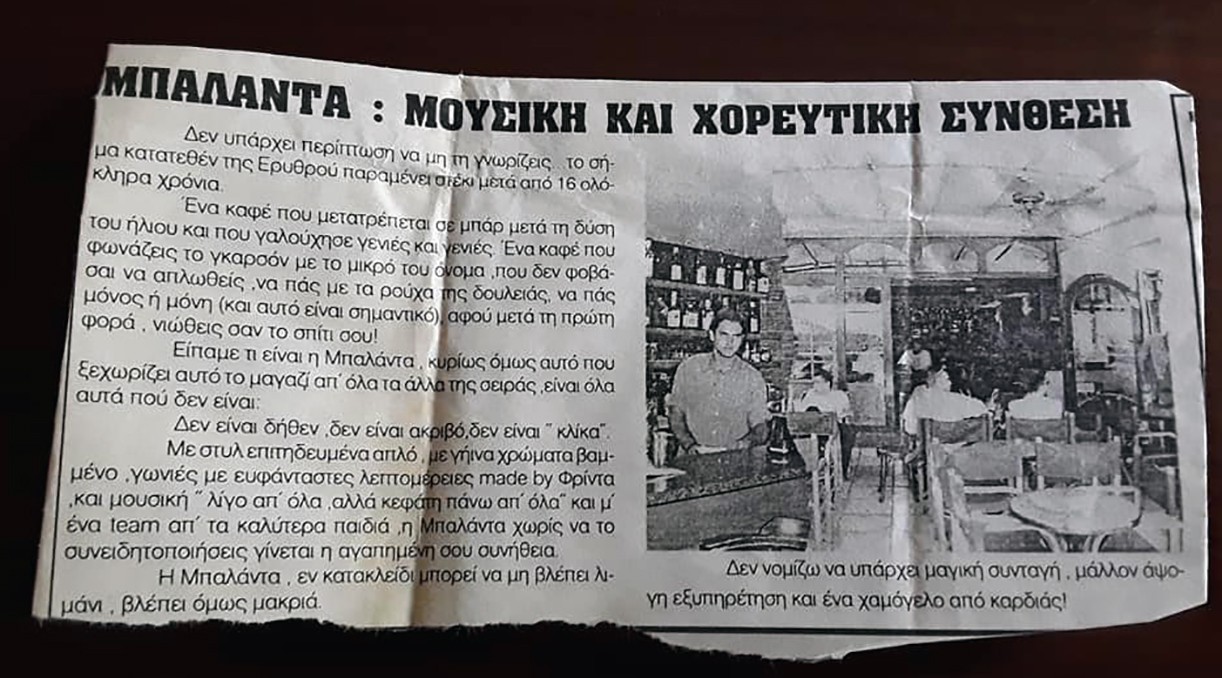 ΜΠΑΛΑΝΤΑ : ΜΟΥΣΙΚΗ ΚΑΙ ΧΟΡΕΥΤΙΚΗ ΣΥΝΘΕΣΗ
Δεν υπάρχει περίπτωση να μη τη γνωρίζεις, το σή-
μα κατατεθέν της Ερυθρού παραμένει στέκι μετά από 16 ολό-
κληρα χρόνια.
Ένα καφέ που μετατρέπεται σε μπάρ μετά τη δύση
του ήλιου και που γαλούχησε γενιές και γενιές. Ένα καφέ που
φωνάζεις το γκαρσόν με το μικρό του όνομα ,που δεν φοβά-
σαι να απλωθείς ,να πάς με τα ρούχα της δουλειάς, να πάς
μόνος ή μόνη (και αυτό είναι σημαντικό), αφού μετά τη πρώτη
φορά , νιώθεις σαν το σπίτι σου!
Είπαμε τι είναι η Μπαλάντα , κυρίως όμως αυτό που
ξεχωρίζει αυτό το μαγαζί απ΄ όλα τα άλλα της σειράς ,είναι όλα
αυτά πού δεν είναι:
Δεν είναι δήθεν ,δεν είναι ακριβό,δεν είναι " κλίκα".
Με στυλ επιτηδευμένα απλό , με γήινα χρώματα βαμ-
μένο ,γωνιές με ευφάνταστες λεπτομέρειες made by Φρίντα
,και μουσική " λίγο απ΄ όλα ,αλλά κεφάτη πάνω απ΄ όλα" και μ΄
ένα team απ΄ τα καλύτερα παιδιά ,η Μπαλάντα χωρίς να το
συνειδητοποιήσεις γίνεται η αγαπημένη σου συνήθεια.
Η Μπαλάντα , εν κατακλείδι μπορεί να μη βλέπει λι-
μάνι , βλέπει όμως μακριά.
Δεν νομίζω να υπάρχει μαγική συνταγή , μάλλον άψο-
γη εξυπηρέτηση και ένα χαμόγελο από καρδιάς!